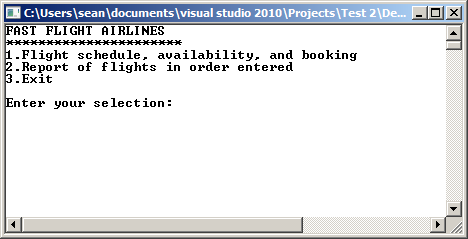 C:\Users\sean\documents\visual studio 2010\Projects\Test 2\De...
FAST FLIGHT AIRLINES
**********************
1.Flight schedule, availability, and booking
2.Report of flights in order entered
3.Exit
Enter your selection: